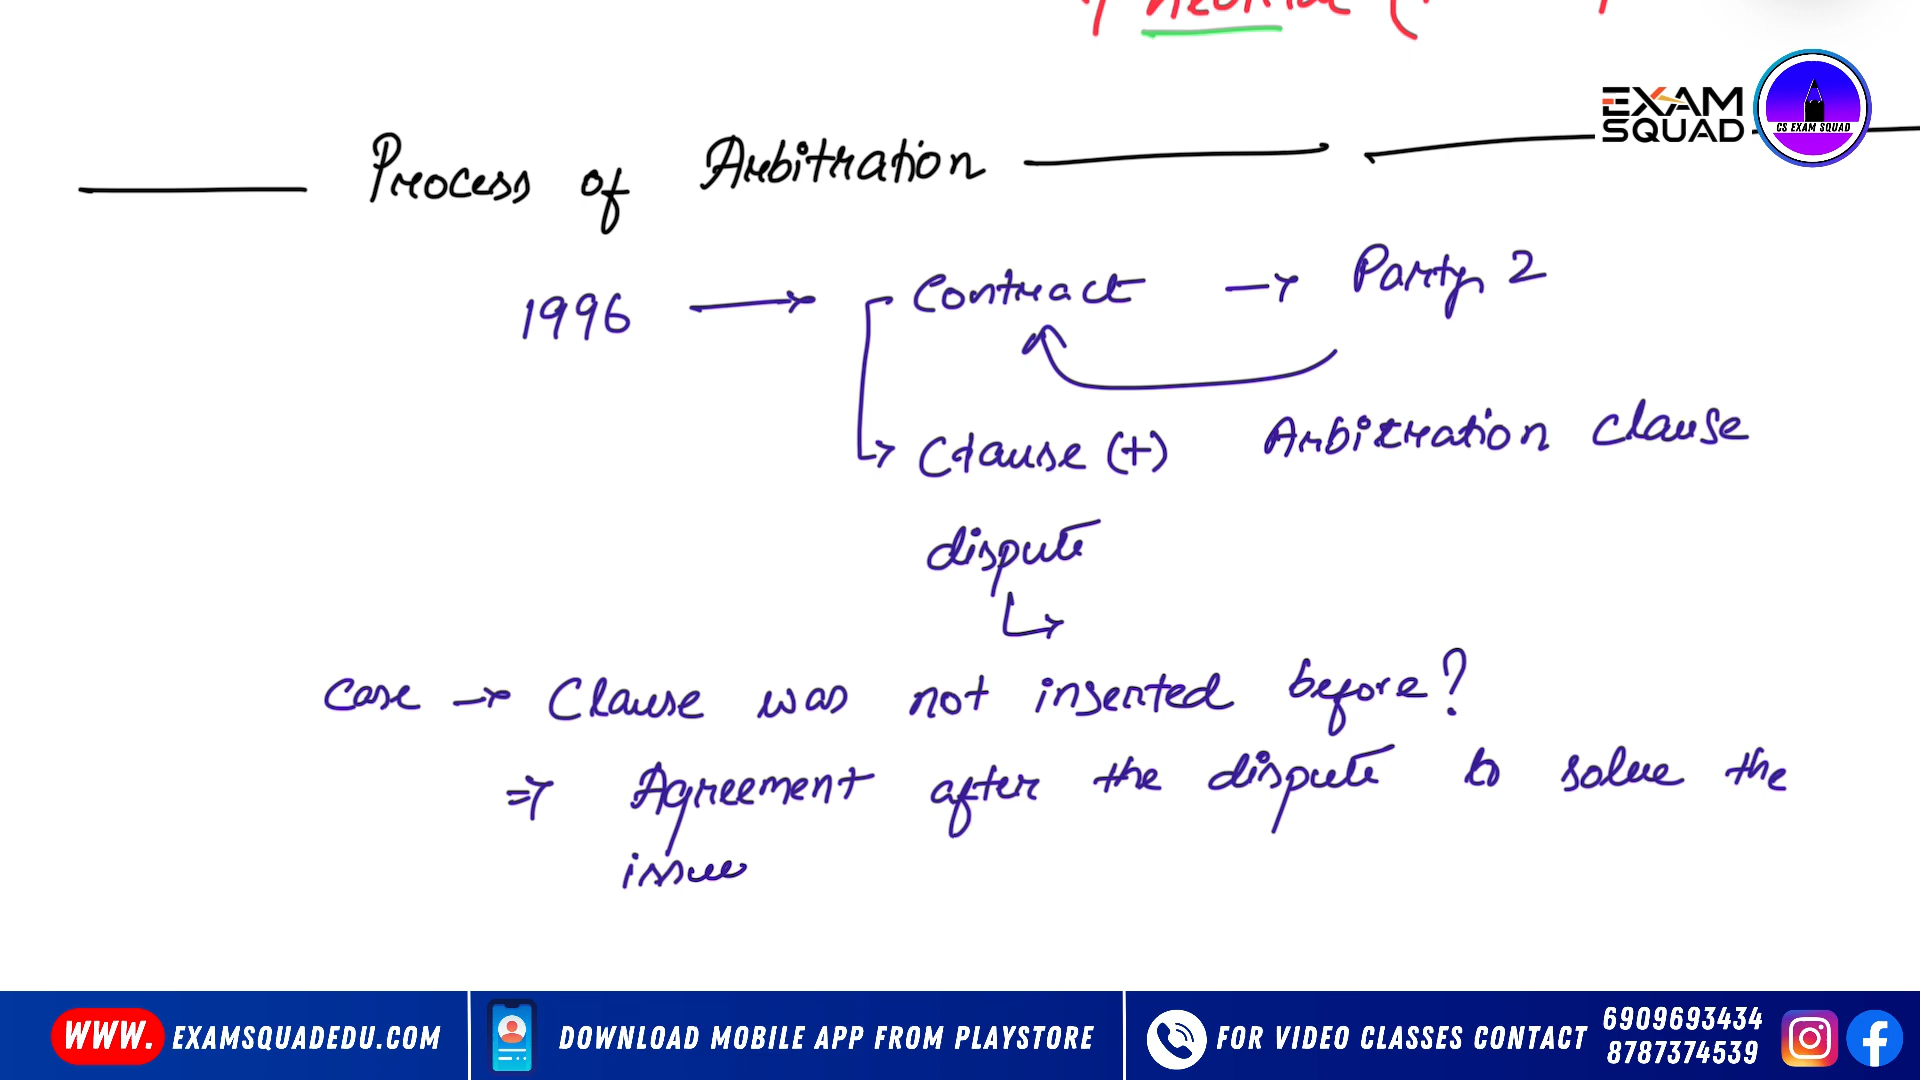 EXAM
SQUAD
CS EXAM SQUAD
Process of Arbitration
1996 → Contract → Party 2
Clause (+) Arbitration Clause
dispute
Case → Clause was not inserted before?
⇒ Agreement after the dispute to solve the
issue
WWW. EXAMSQUADEDU.COM
DOWNLOAD MOBILE APP FROM PLAYSTORE
FOR VIDEO CLASSES CONTACT
6909693434
8787374539